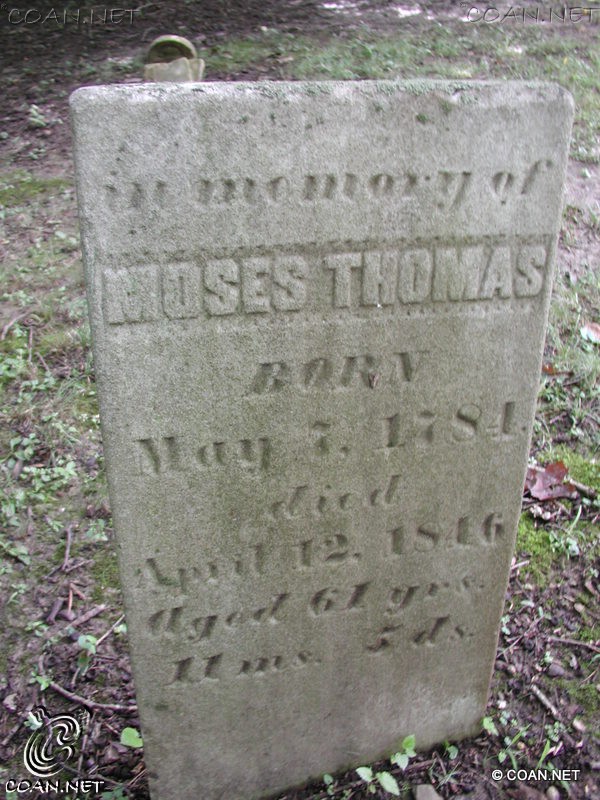 COAN.NET COAN.NET
in memory of
MOSES THOMAS
BORN
May 7, 1784.
died
April 12, 1846
Aged 61 yrs.
11 ms. 5 ds.
COAN.NET
© COAN.NET